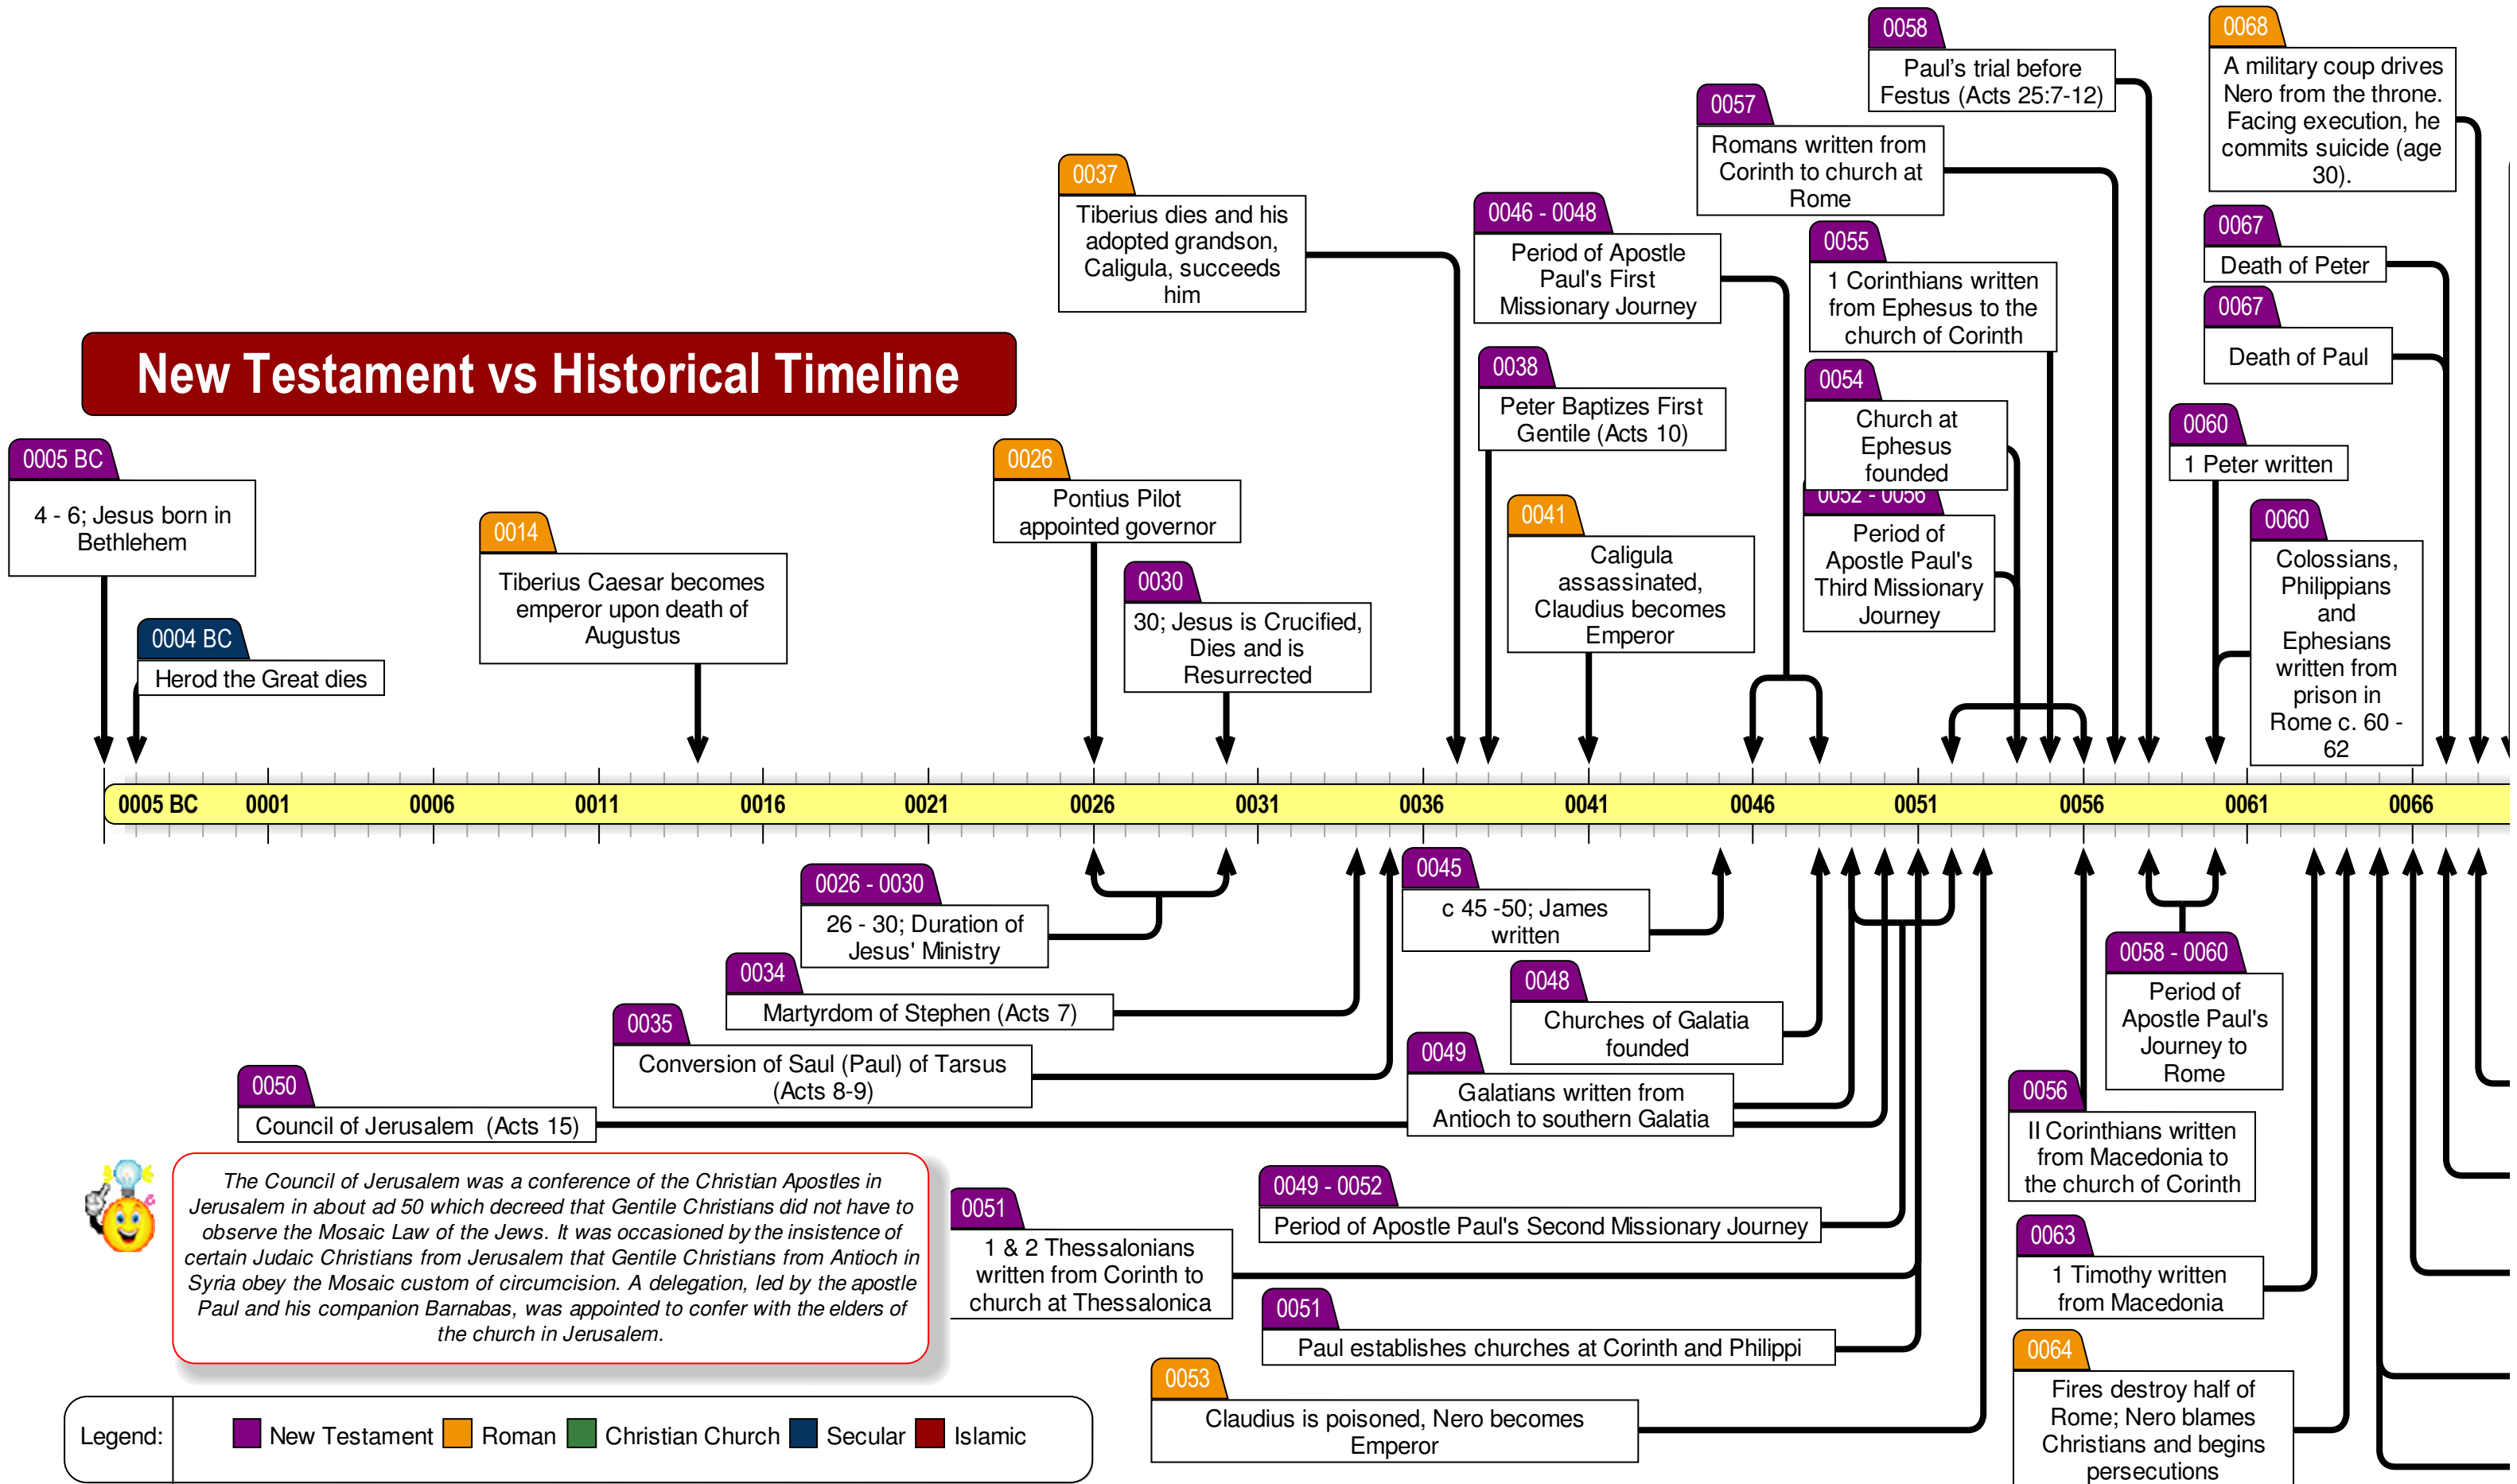 0058
Paul's trial before
Festus (Acts 25:7-12)
0068
A military coup drives
Nero from the throne.
Facing execution, he
commits suicide (age
30).
0057
Romans written from
Corinth to church at
Rome
0037
Tiberius dies and his
adopted grandson,
Caligula, succeeds
him
0046 - 0048
Period of Apostle
Paul's First
Missionary Journey
0055
1 Corinthians written
from Ephesus to the
church of Corinth
0067
Death of Peter
0067
Death of Paul
New Testament vs Historical Timeline
0038
Peter Baptizes First
Gentile (Acts 10)
0054
Church at
Ephesus
founded
0060
1 Peter written
0005 BC
4 - 6; Jesus born in
Bethlehem
0026
Pontius Pilot
appointed governor
0014
Tiberius Caesar becomes
emperor upon death of
Augustus
0041
Caligula
assassinated,
Claudius becomes
Emperor
0052 - 0056
Period of
Apostle Paul's
Third Missionary
Journey
0060
Colossians,
Philippians
and
Ephesians
written from
prison in
Rome c. 60 -
62
0030
30; Jesus is Crucified,
Dies and is
Resurrected
0004 BC
Herod the Great dies
0005 BC 0001 0006 0011 0016 0021 0026 0031 0036 0041 0046 0051 0056 0061 0066
0026 - 0030
26 - 30; Duration of
Jesus' Ministry
0045
c 45 -50; James
written
0034
Martyrdom of Stephen (Acts 7)
0048
Churches of Galatia
founded
0058 - 0060
Period of
Apostle Paul's
Journey to
Rome
0035
Conversion of Saul (Paul) of Tarsus
(Acts 8-9)
0049
Galatians written from
Antioch to southern Galatia
0050
Council of Jerusalem (Acts 15)
0056
II Corinthians written
from Macedonia to
the church of Corinth
The Council of Jerusalem was a conference of the Christian Apostles in
Jerusalem in about ad 50 which decreed that Gentile Christians did not have to
observe the Mosaic Law of the Jews. It was occasioned by the insistence of
certain Judaic Christians from Jerusalem that Gentile Christians from Antioch in
Syria obey the Mosaic custom of circumcision. A delegation, led by the apostle
Paul and his companion Barnabas, was appointed to confer with the elders of
the church in Jerusalem.
0049 - 0052
Period of Apostle Paul's Second Missionary Journey
0051
1 & 2 Thessalonians
written from Corinth to
church at Thessalonica
0063
1 Timothy written
from Macedonia
0051
Paul establishes churches at Corinth and Philippi
0053
Claudius is poisoned, Nero becomes
Emperor
0064
Fires destroy half of
Rome; Nero blames
Christians and begins
persecutions
Legend: New Testament Roman Christian Church Secular Islamic